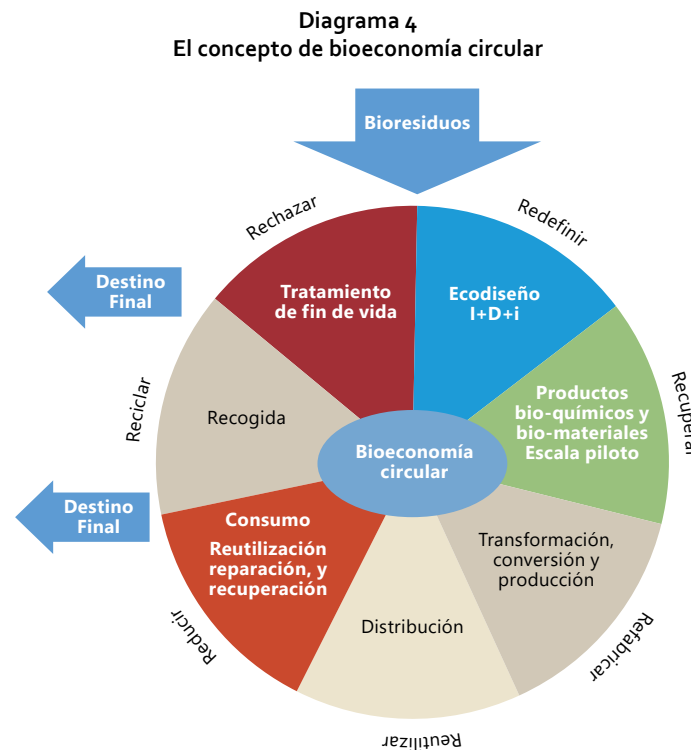 Diagrama 4
El concepto de bioeconomía circular
Bioresiduos
Rechazar
Redefinir
Destino
Final
Tratamiento
de fin de vida
Ecodiseño
I+D+i
Reciclar
Recogida
Productos
bio-químicos y
bio-materiales
Escala piloto
Recuperar
Bioeconomía
circular
Destino
Final
Consumo
Reutilización
reparación, y
recuperación
Transformación,
conversión y
producción
Distribución
Reducir
Refabricar
Reutilizar